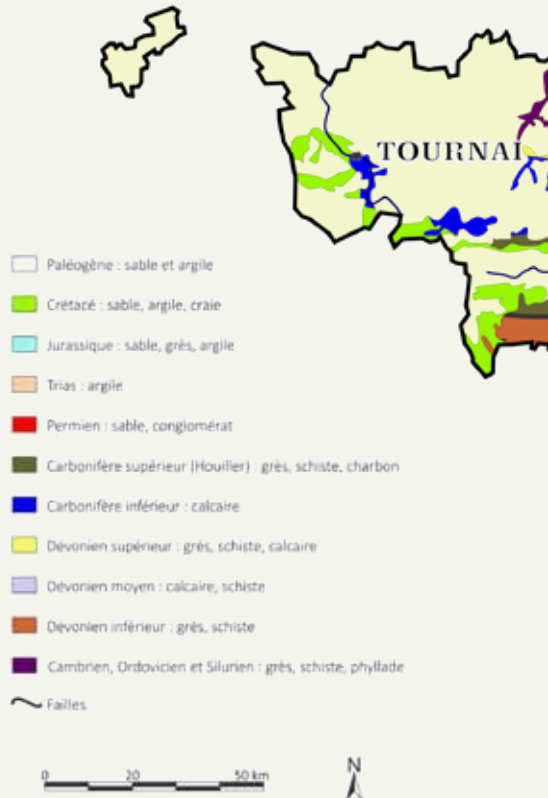 TOURNAI
Paléogène : sable et argile
Crétacé : sable, argile, craie
Jurassique : sable, grès, argile
Trias : argile
Permien : sable, conglomérat
Carbonifère supérieur (Houiller) : grès, schiste, charbon
Carbonifère inférieur : calcaire
Dévonien supérieur : grès, schiste, calcaire
Dévonien moyen : calcaire, schiste
Dévonien inférieur : grès, schiste
Cambrien, Ordovicien et Silurien : grès, schiste, phyllade
Failles
0 20 50 km
N